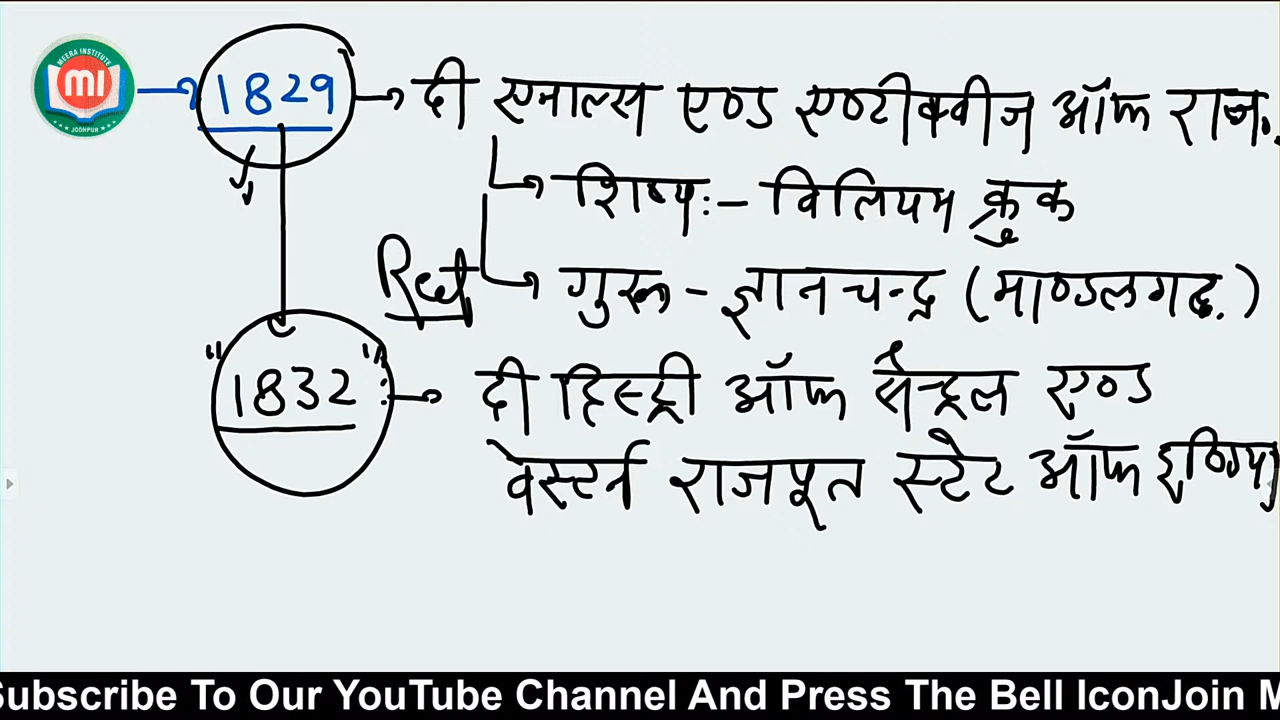 MEERA INSTITUTE
MI
JODHPUR
1829 दी एनाल्स एण्ड एण्टीक्वीज ऑफ राज.
शिष्यः- विलियम क्रुक
Ref गुरू - ज्ञानचन्द्र (माण्डलगढ़.)
"1832" दी हिस्ट्री ऑफ सैन्ट्रल एण्ड
वेस्टर्न राजपूत स्टेट ऑफ इण्डिया
Subscribe To Our YouTube Channel And Press The Bell IconJoin M